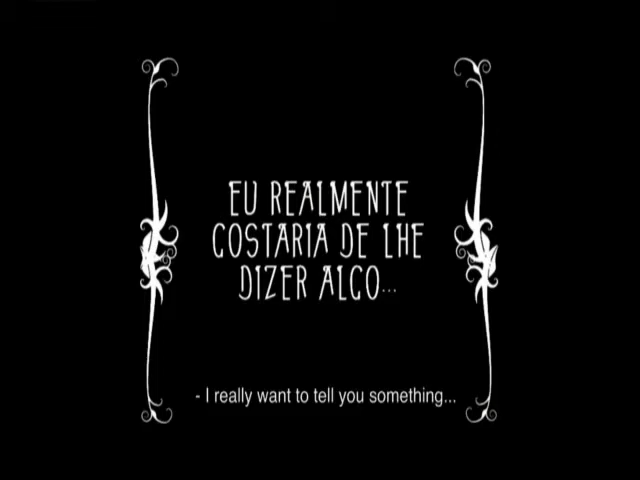 EU REALMENTE
GOSTARIA DE LHE
DIZER ALGO...
- I really want to tell you something...